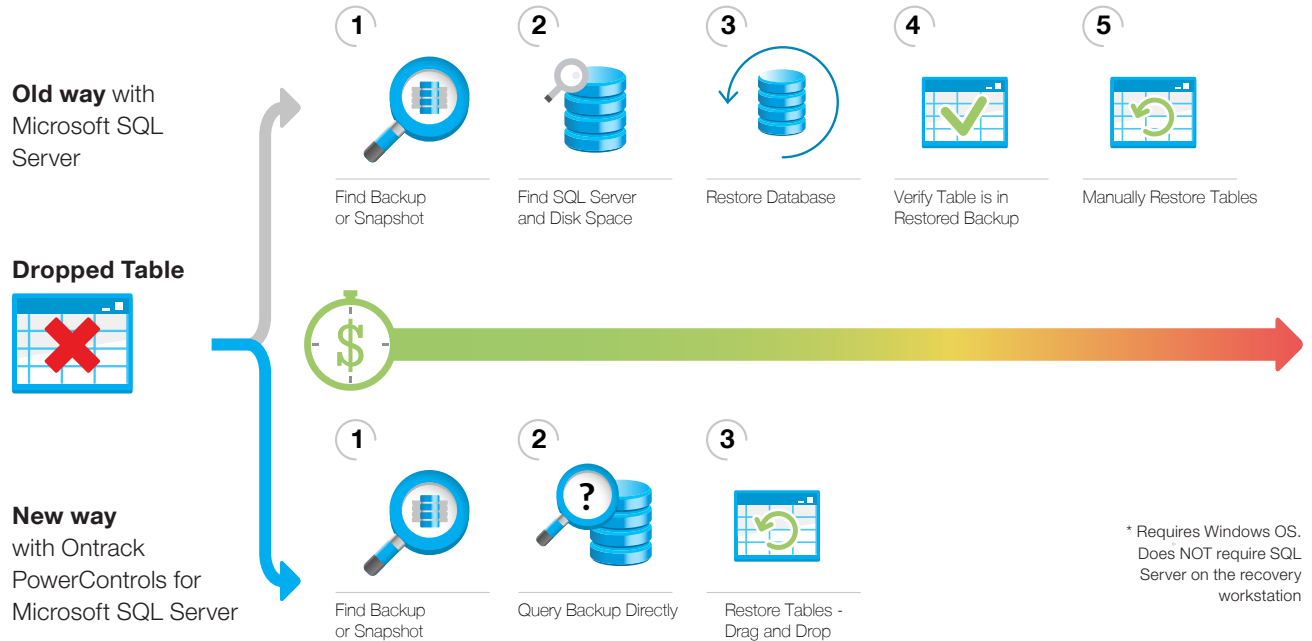 1
2
3
4
5
Old way with
Microsoft SQL
Server
Find Backup
or Snapshot
Find SQL Server
and Disk Space
Restore Database
Verify Table is in
Restored Backup
Manually Restore Tables
Dropped Table
$
1
2
3
?
New way
with Ontrack
PowerControls for
Microsoft SQL Server
Find Backup
or Snapshot
Query Backup Directly
Restore Tables -
Drag and Drop
* Requires Windows OS.
Does NOT require SQL
Server on the recovery
workstation